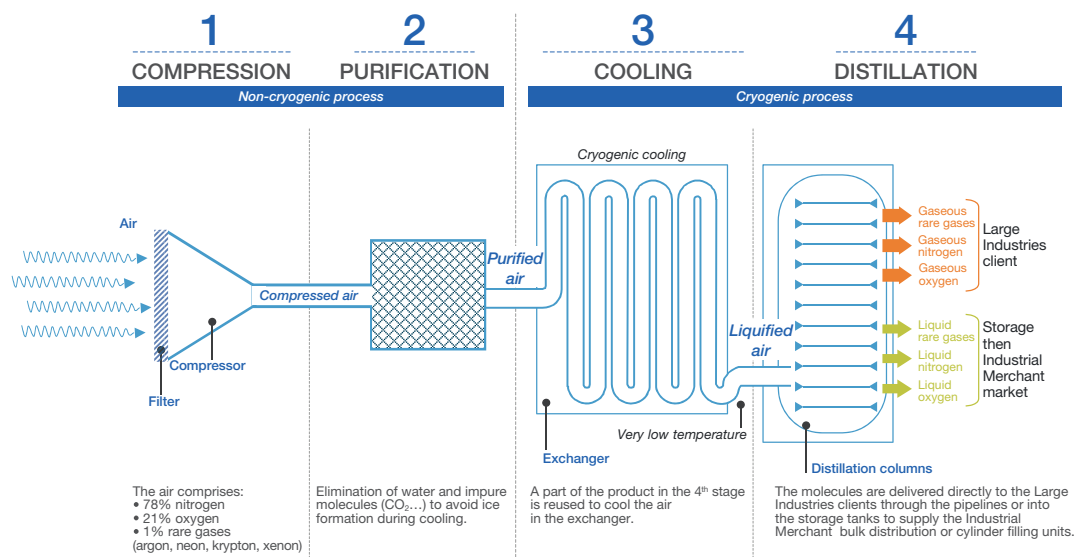 1
COMPRESSION
2
PURIFICATION
3
COOLING
4
DISTILLATION
Non-cryogenic process
Cryogenic process
Air
Compressed air
Compressor
Filter
Purified
air
Cryogenic cooling
Liquified
air
Very low temperature
Exchanger
Gaseous
rare gases
Gaseous
nitrogen
Gaseous
oxygen
Large
Industries
client
Liquid
rare gases
Liquid
nitrogen
Liquid
oxygen
Storage
then
Industrial
Merchant
market
Distillation columns
The air comprises:
• 78% nitrogen
• 21% oxygen
• 1% rare gases
(argon, neon, krypton, xenon)
Elimination of water and impure
molecules (CO₂...) to avoid ice
formation during cooling.
A part of the product in the 4th stage
is reused to cool the air
in the exchanger.
The molecules are delivered directly to the Large
Industries clients through the pipelines or into
the storage tanks to supply the Industrial
Merchant bulk distribution or cylinder filling units.